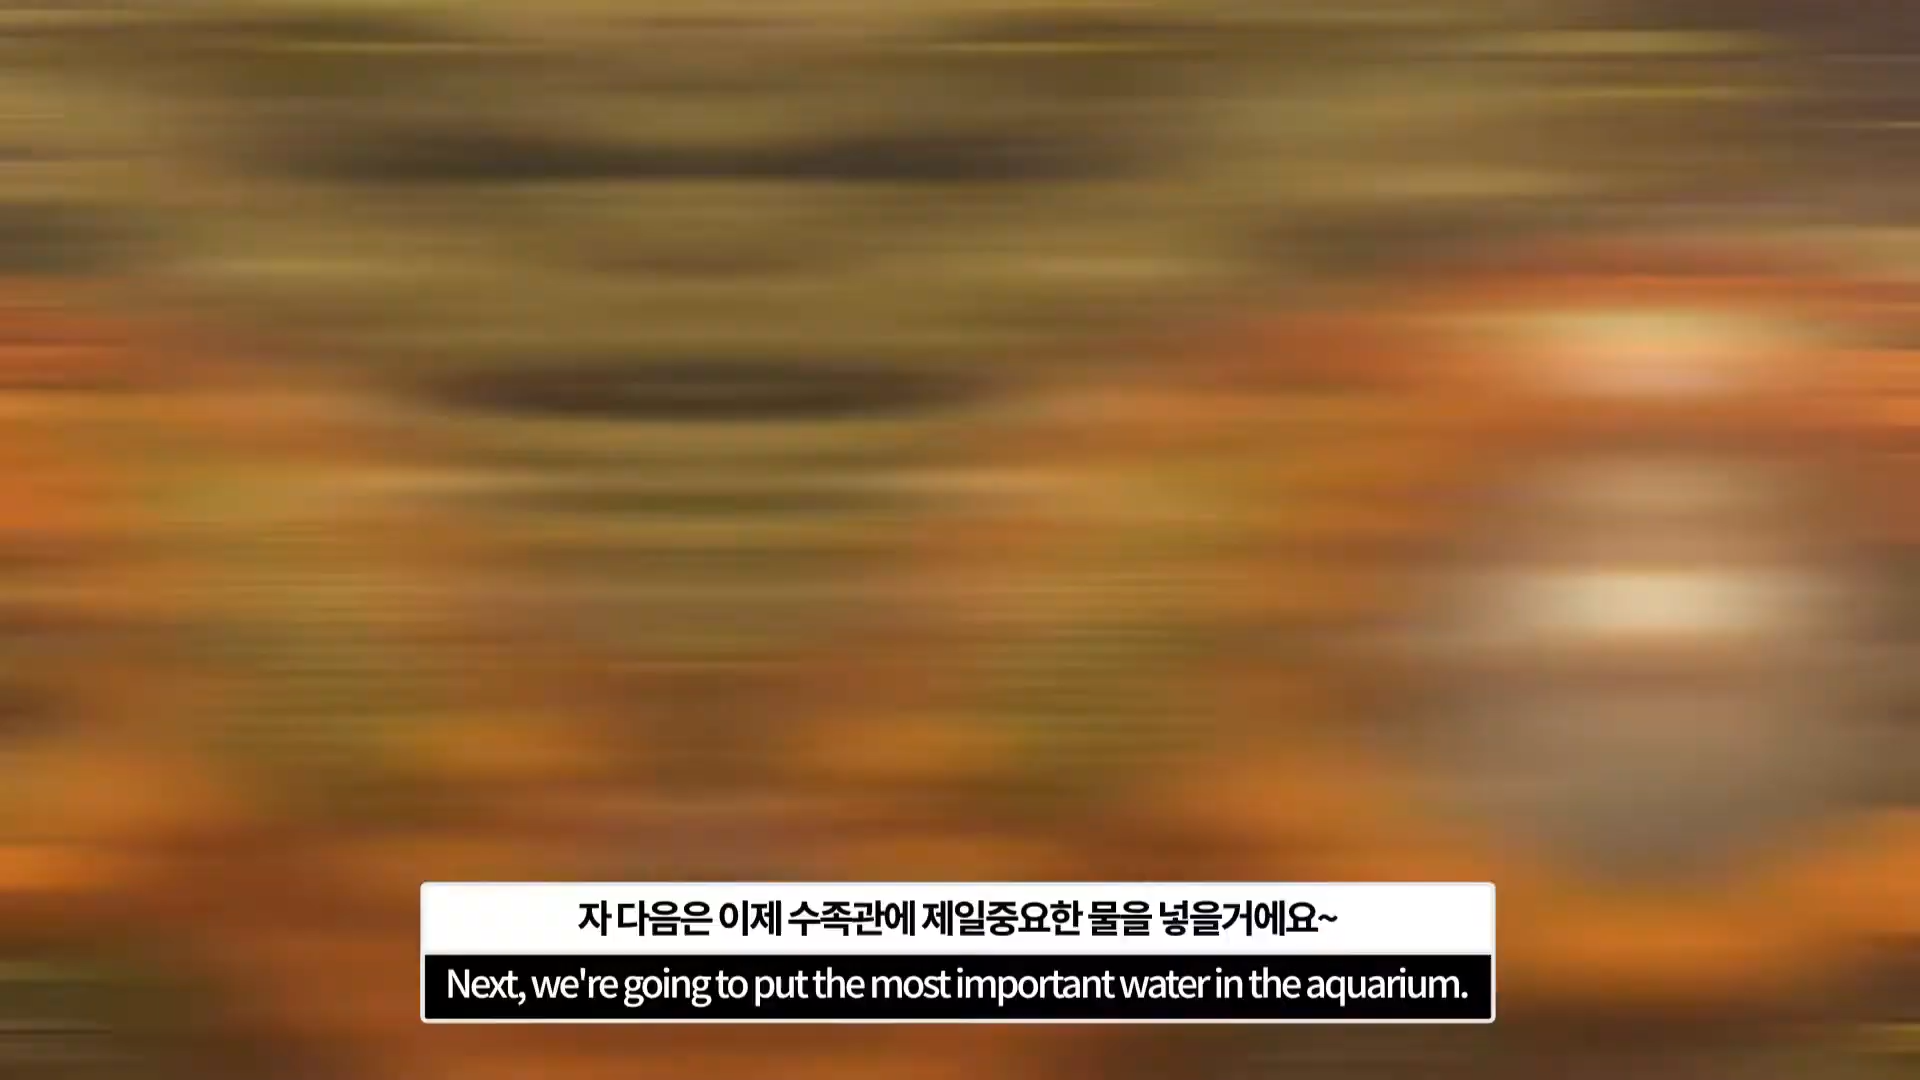 자 다음은 이제 수족관에 제일중요한 물을 넣을거에요~
Next, we're going to put the most important water in the aquarium.